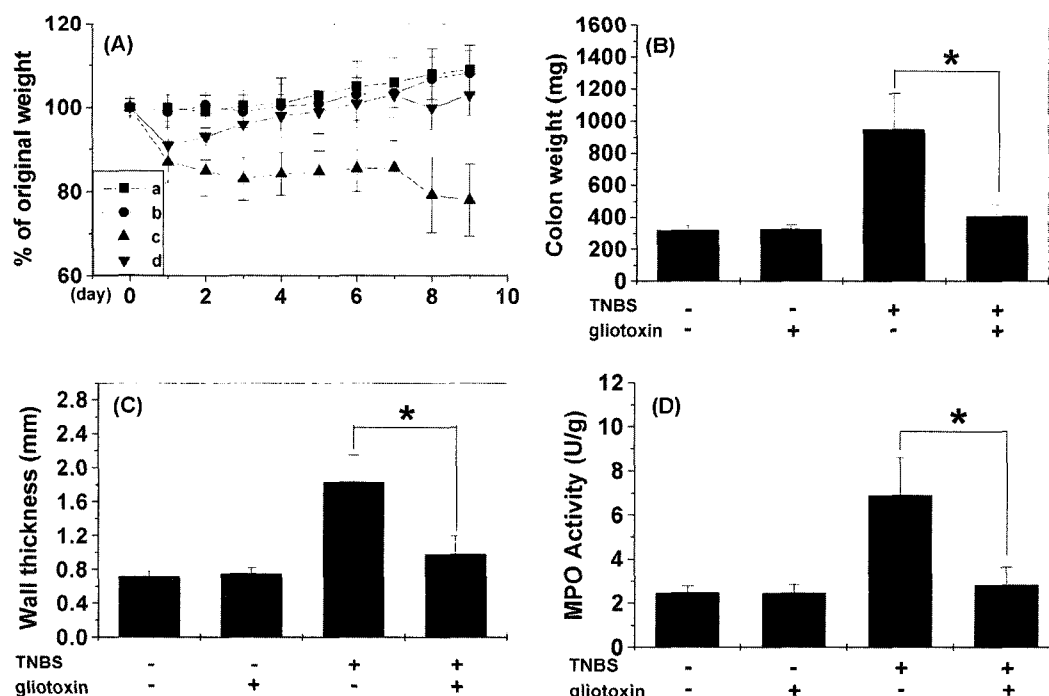 (A)
% of original weight
120
100
80
60
a
b
c
d
(day) 0 2 4 6 8 10
(B)
Colon weight (mg)
1600
1400
1200
1000
800
600
400
200
0
*
TNBS - - + +
gliotoxin - + - +
(C)
Wall thickness (mm)
2.8
2.4
2.0
1.6
1.2
0.8
0.4
0.0
*
TNBS - - + +
gliotoxin - + - +
(D)
MPO Activity (U/g)
12
10
8
6
4
2
0
*
TNBS - - + +
gliotoxin - + - +